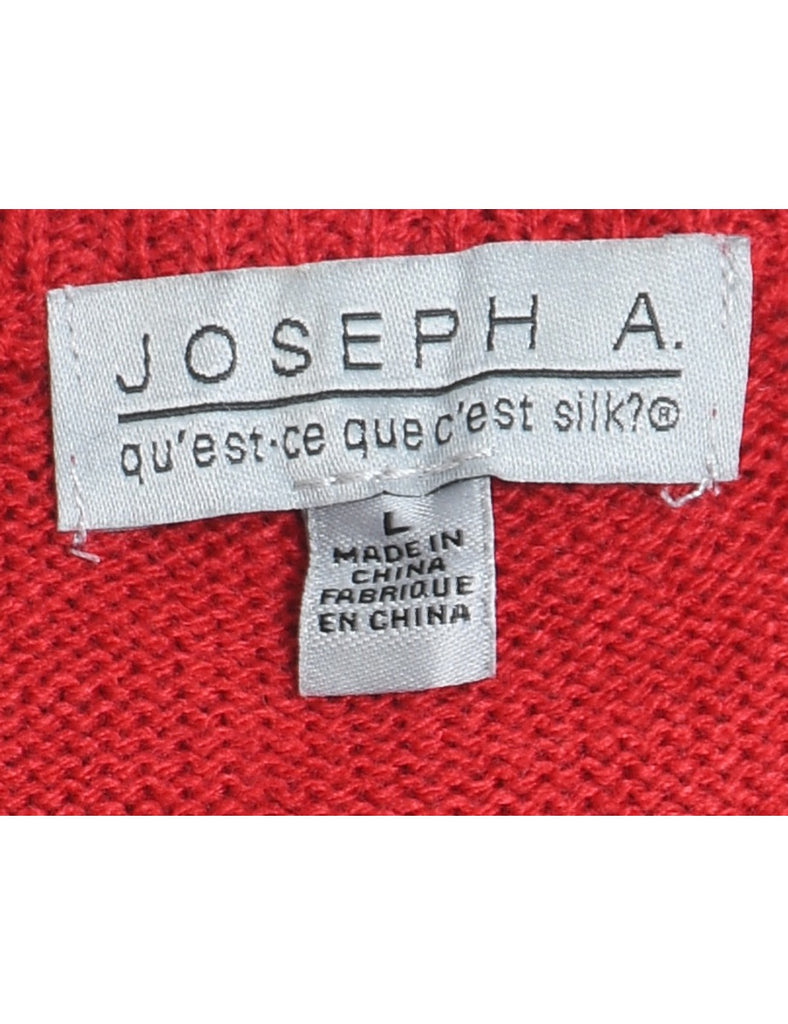 JOSEPH A.
qu'est-ce que c'est silk?®
L
MADE IN
CHINA
FABRIQUE
EN CHINA